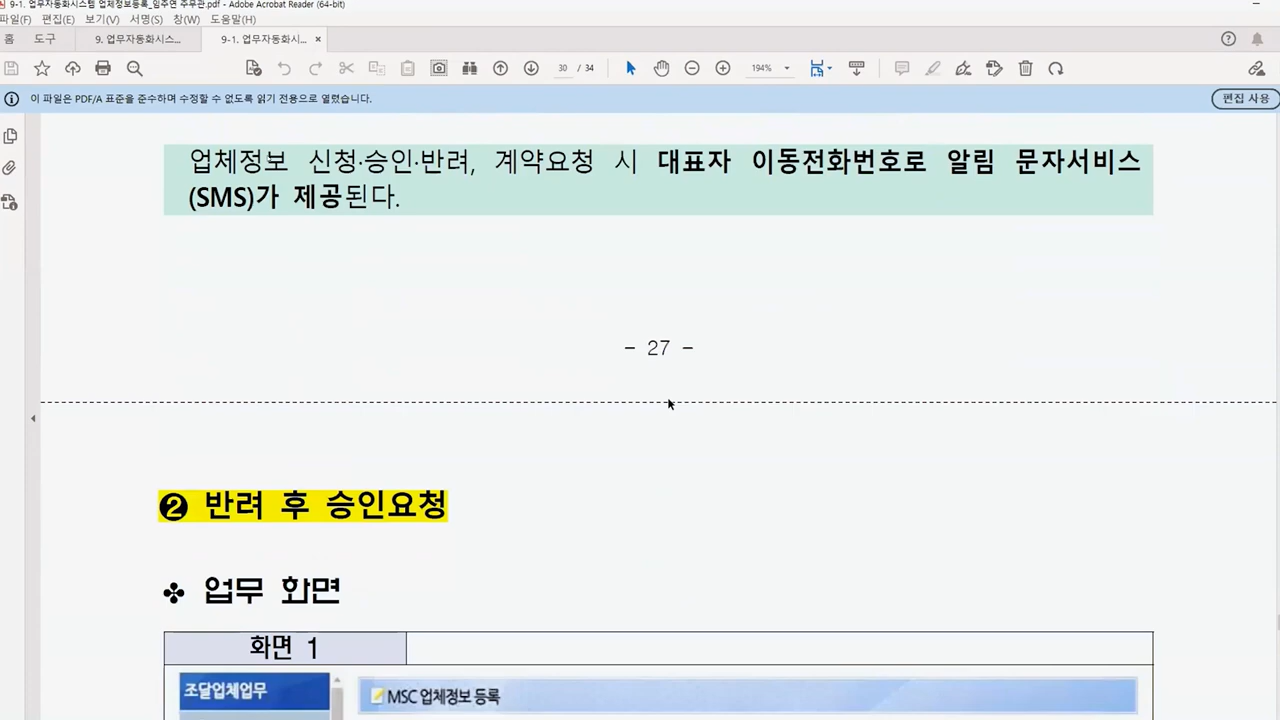 9-1. 업무자동화시스템 업체정보등록_임주연 주무관.pdf - Adobe Acrobat Reader (64-bit)
파일(F) 편집(E) 보기(V) 서명(S) 창(W) 도움말(H)
홈 도구 9. 업무자동화시스... 9-1. 업무자동화시... ×
30 / 34 194%
이 파일은 PDF/A 표준을 준수하며 수정할 수 없도록 읽기 전용으로 열렸습니다. 편집 사용
업체정보 신청·승인·반려, 계약요청 시 대표자 이동전화번호로 알림 문자서비스
(SMS)가 제공된다.
- 27 -
❷ 반려 후 승인요청
✤ 업무 화면
화면 1
조달업체업무 MSC 업체정보 등록